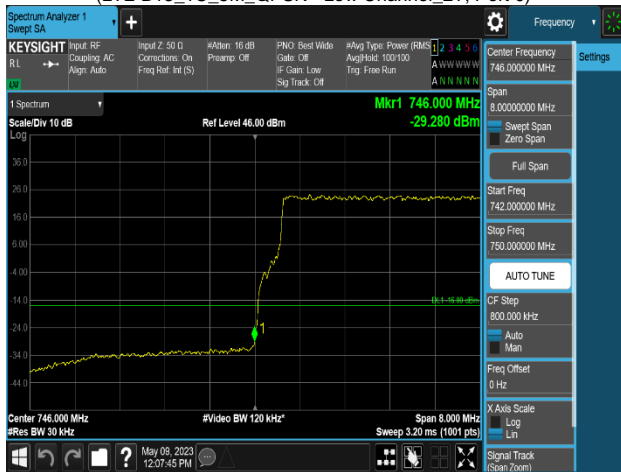 Spectrum Analyzer 1
Swept SA
Frequency
KEYSIGHT
Input: RF
Coupling: AC
Align: Auto
Input Z: 50 Ω
Corrections: On
Freq Ref: Int (S)
#Atten: 16 dB
Preamp: Off
PNO: Best Wide
Gate: Off
IF Gain: Low
Sig Track: Off
#Avg Type: Power (RMS
Avg|Hold: 100/100
Trig: Free Run
1 2 3 4 5 6
A W W W W W
A N N N N N
RL
LXI
Center Frequency
746.000000 MHz
Settings
Span
8.00000000 MHz
Swept Span
Zero Span
Full Span
Start Freq
742.000000 MHz
Stop Freq
750.000000 MHz
AUTO TUNE
CF Step
800.000 kHz
Auto
Man
Freq Offset
0 Hz
X Axis Scale
Log
Lin
Signal Track
(Span Zoom)
1 Spectrum
Scale/Div 10 dB
Log
Ref Level 46.00 dBm
Mkr1 746.000 MHz
-29.280 dBm
36.0
26.0
16.0
6.00
-4.00
-14.0
-24.0
-34.0
-44.0
1
Center 746.000 MHz
#Res BW 30 kHz
#Video BW 120 kHz*
Span 8.000 MHz
Sweep 3.20 ms (1001 pts)
?
May 09, 2023
12:07:45 PM